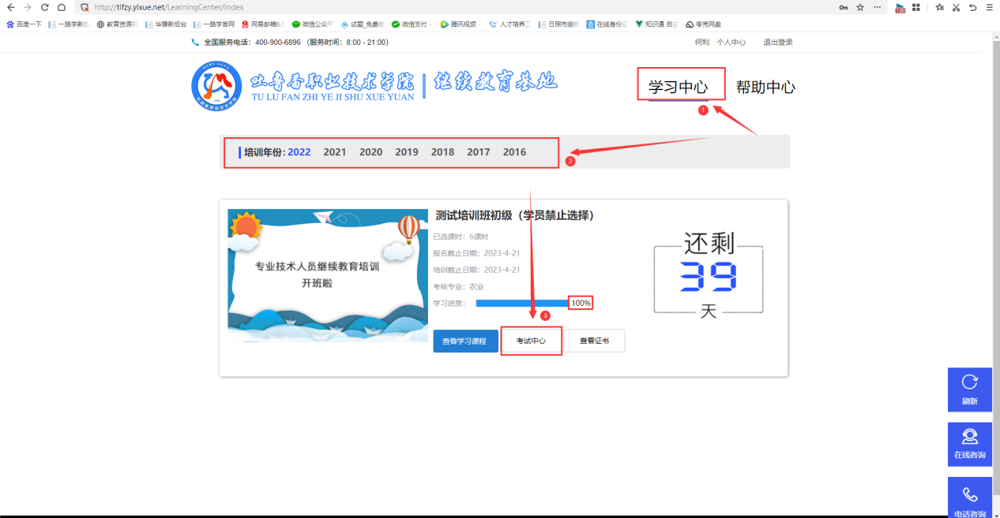 http://tlfzy.ylxue.net/LearningCenter/Index
1.00
百度一下 一路学新后 教育资源共 华臻新后台 一路学官网 网易邮箱6.0 微信公众平 试题_免费 微信支付 - 腾讯视频 - 人才培养工 日照市继续 在线身份证 知识通 自主 夸克网盘
全国服务电话：400-900-6896 （服务时间：8:00 - 21:00） 何利 个人中心 退出登录
吐鲁番职业技术学院 | 继续教育基地
TU LU FAN ZHI YE JI SHU XUE YUAN
学习中心 帮助中心
1
培训年份: 2022 2021 2020 2019 2018 2017 2016
2
测试培训班初级（学员禁止选择）
已选课时：6课时
报名截止日期：2023-4-21
培训截止日期：2023-4-21
考核专业：农业
学习进度： 100%
3
查看学习课程 考试中心 查看证书
专业技术人员继续教育培训
开班啦
还剩
39
天
刷新
在线咨询
电话咨询